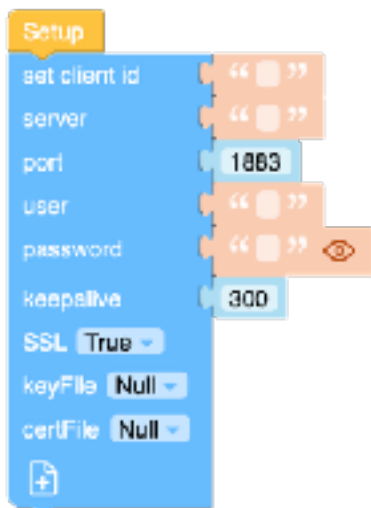 Setup
set client id “ ”
server “ ”
port 1883
user “ ”
password “ ”
keepalive 300
SSL True
keyFile Null
certFile Null